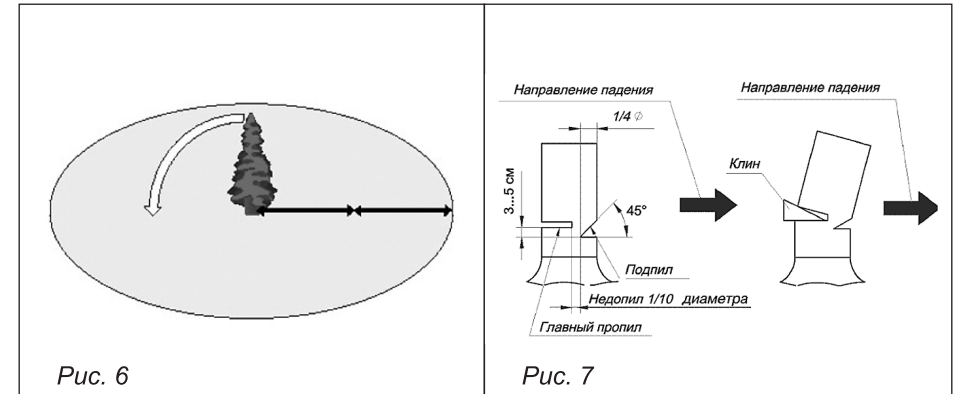 Направление падения
Направление падения
1/4 ∅
Клин
3...5 см
45°
Подпил
Недопил 1/10 диаметра
Главный пропил
Рис. 6
Рис. 7